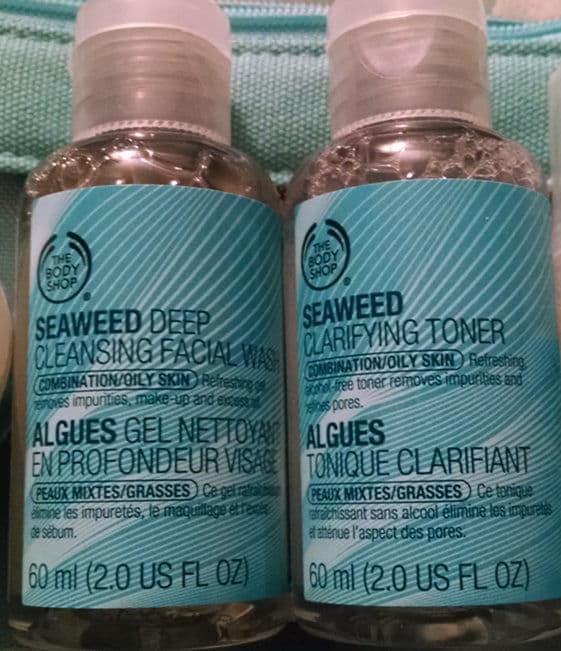 THE
BODY
SHOP
®
SEAWEED DEEP
CLEANSING FACIAL WASH
COMBINATION/OILY SKIN Refreshing gel
removes impurities, make-up and excess oil.
ALGUES GEL NETTOYANT
EN PROFONDEUR VISAGE
PEAUX MIXTES/GRASSES Ce gel rafraîchissant
élimine les impuretés, le maquillage et l'excès
de sébum.
60 ml (2.0 US FL OZ)
THE
BODY
SHOP
®
SEAWEED
CLARIFYING TONER
COMBINATION/OILY SKIN Refreshing
alcohol-free toner removes impurities and
refines pores.
ALGUES
TONIQUE CLARIFIANT
PEAUX MIXTES/GRASSES Ce tonique
rafraîchissant sans alcool élimine les impuretés
et atténue l'aspect des pores.
60 ml (2.0 US FL OZ)